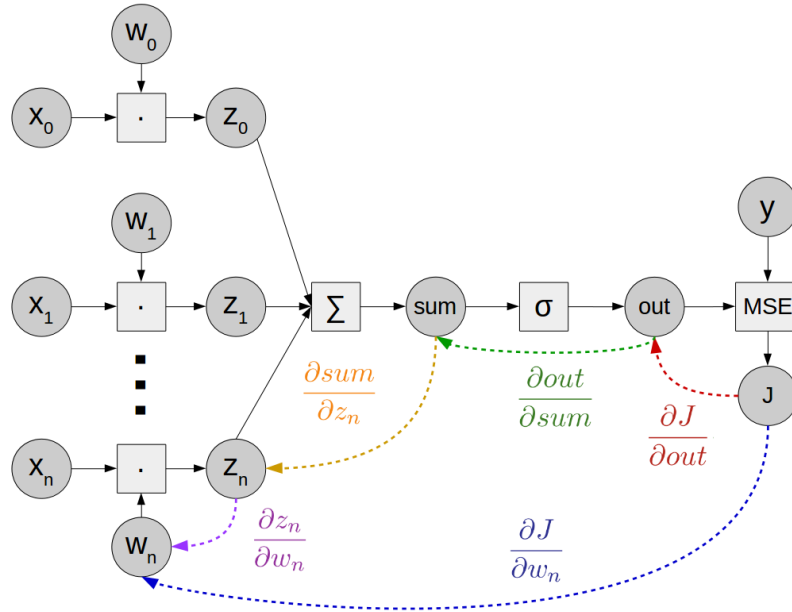 w₀
x₀ · z₀
w₁ y
x₁ · z₁ ∑ sum σ out MSE
∂sum/∂zₙ ∂out/∂sum ∂J/∂out J
xₙ · zₙ
wₙ ∂zₙ/∂wₙ ∂J/∂wₙ